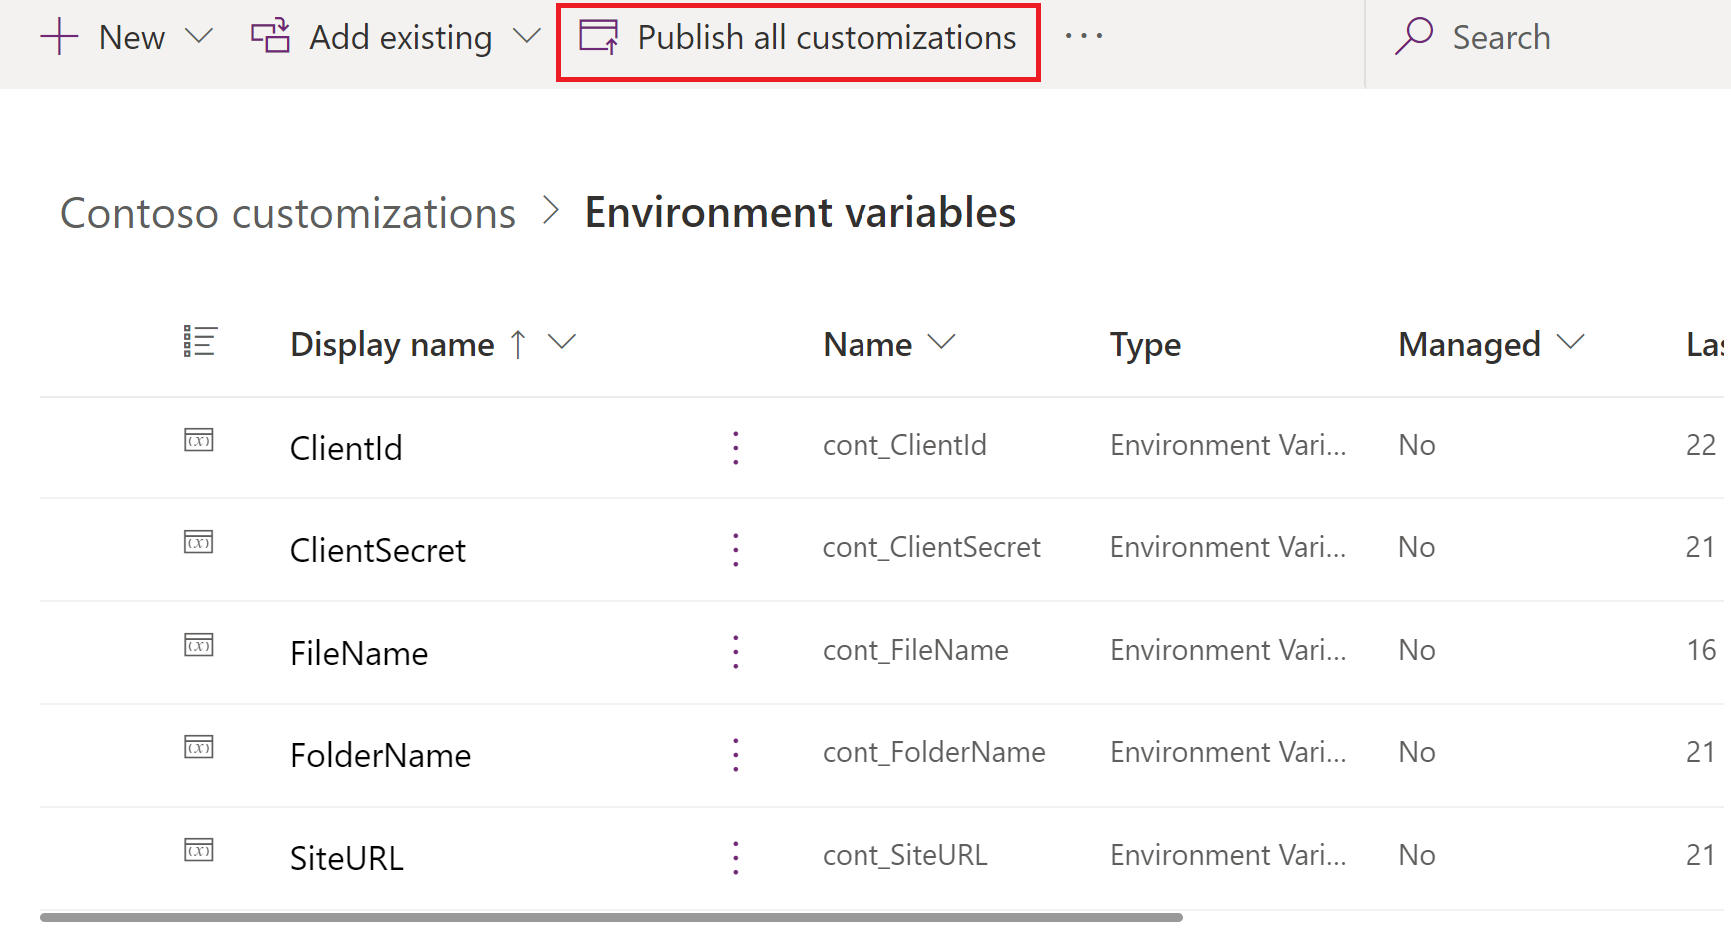 New Add existing Publish all customizations ... Search
Contoso customizations > Environment variables
Display name ↑ Name Type Managed Las
ClientId cont_ClientId Environment Vari... No 22
ClientSecret cont_ClientSecret Environment Vari... No 21
FileName cont_FileName Environment Vari... No 16
FolderName cont_FolderName Environment Vari... No 21
SiteURL cont_SiteURL Environment Vari... No 21